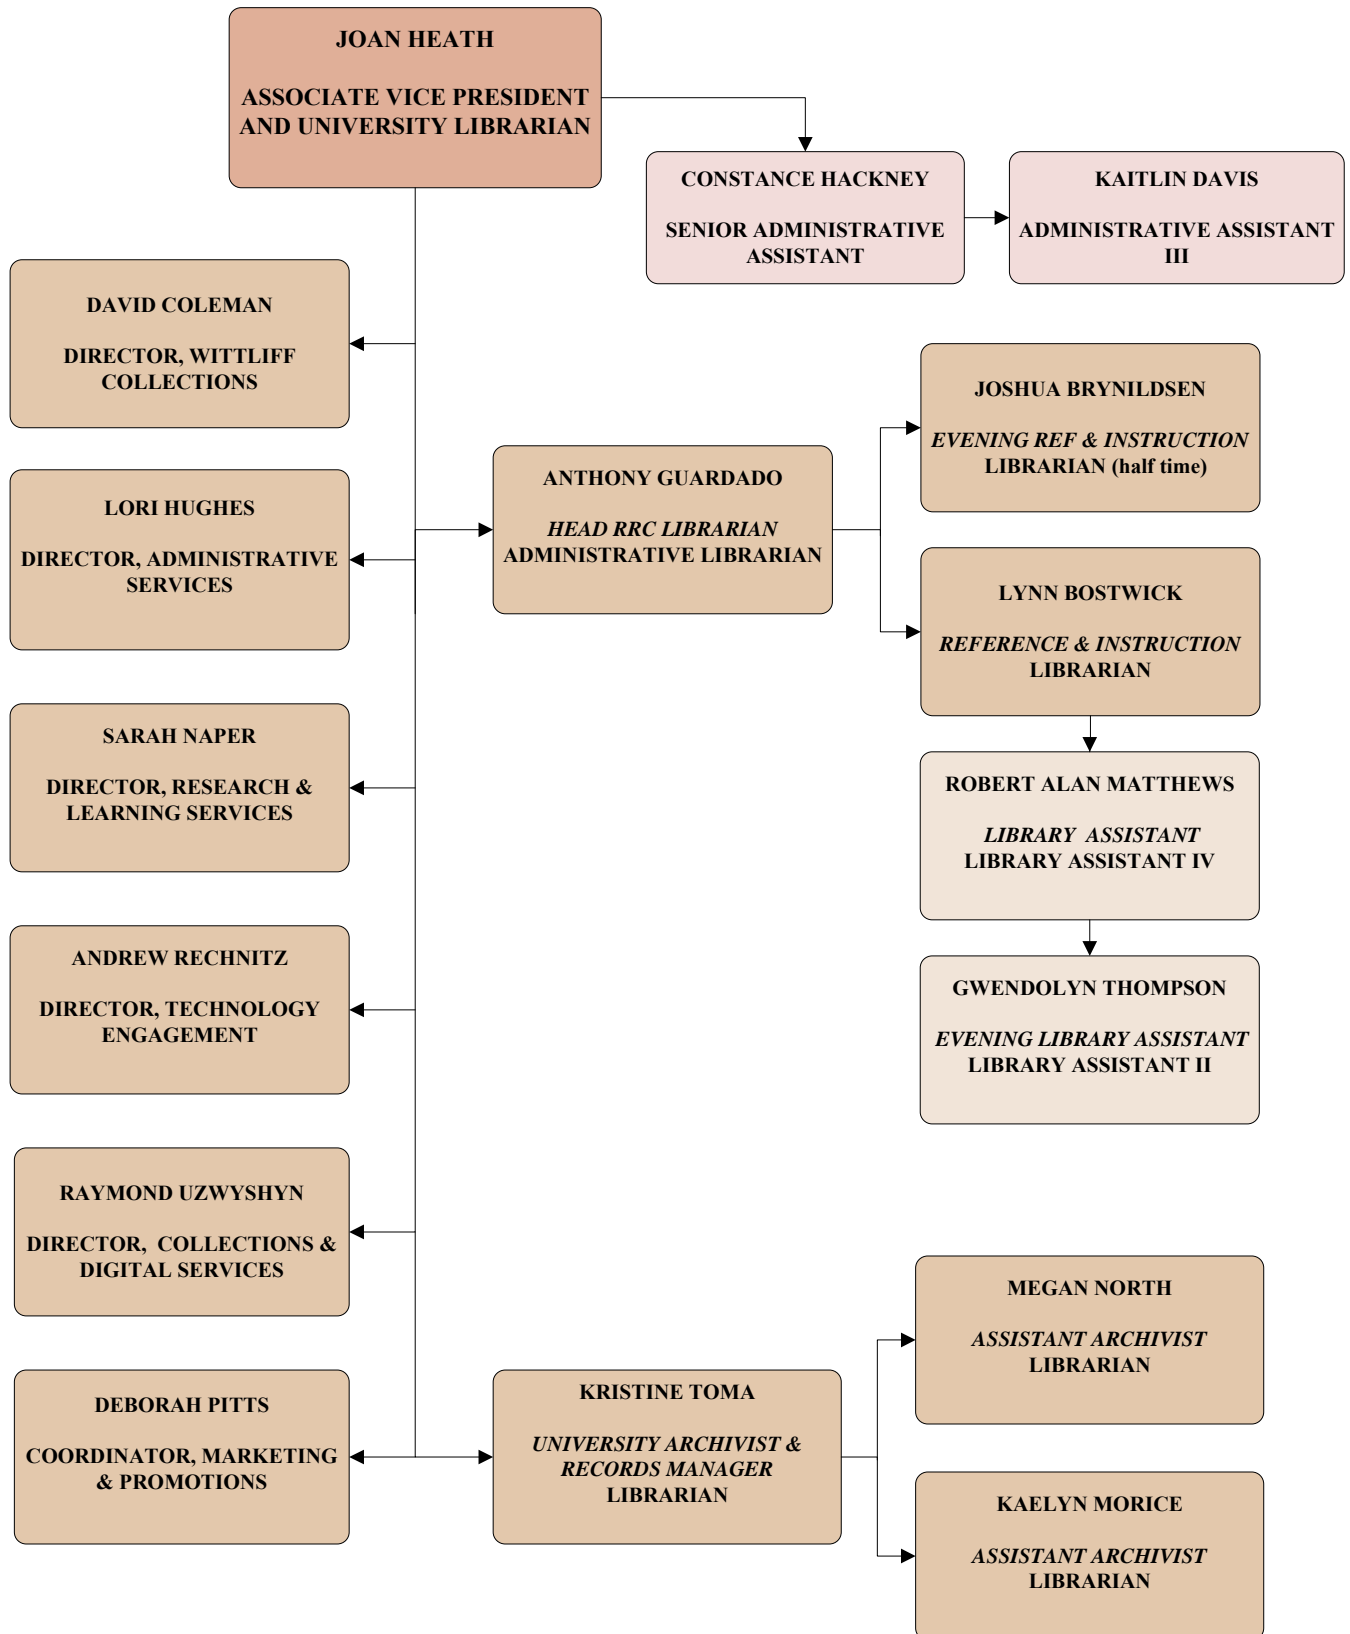 JOAN HEATH
ASSOCIATE VICE PRESIDENT
AND UNIVERSITY LIBRARIAN
CONSTANCE HACKNEY
SENIOR ADMINISTRATIVE
ASSISTANT
KAITLIN DAVIS
ADMINISTRATIVE ASSISTANT
III
DAVID COLEMAN
DIRECTOR, WITTLIFF
COLLECTIONS
LORI HUGHES
DIRECTOR, ADMINISTRATIVE
SERVICES
SARAH NAPER
DIRECTOR, RESEARCH &
LEARNING SERVICES
ANDREW RECHNITZ
DIRECTOR, TECHNOLOGY
ENGAGEMENT
RAYMOND UZWYSHYN
DIRECTOR, COLLECTIONS &
DIGITAL SERVICES
DEBORAH PITTS
COORDINATOR, MARKETING
& PROMOTIONS
ANTHONY GUARDADO
HEAD RRC LIBRARIAN
ADMINISTRATIVE LIBRARIAN
JOSHUA BRYNILDSEN
EVENING REF & INSTRUCTION
LIBRARIAN (half time)
LYNN BOSTWICK
REFERENCE & INSTRUCTION
LIBRARIAN
ROBERT ALAN MATTHEWS
LIBRARY ASSISTANT
LIBRARY ASSISTANT IV
GWENDOLYN THOMPSON
EVENING LIBRARY ASSISTANT
LIBRARY ASSISTANT II
KRISTINE TOMA
UNIVERSITY ARCHIVIST &
RECORDS MANAGER
LIBRARIAN
MEGAN NORTH
ASSISTANT ARCHIVIST
LIBRARIAN
KAELYN MORICE
ASSISTANT ARCHIVIST
LIBRARIAN